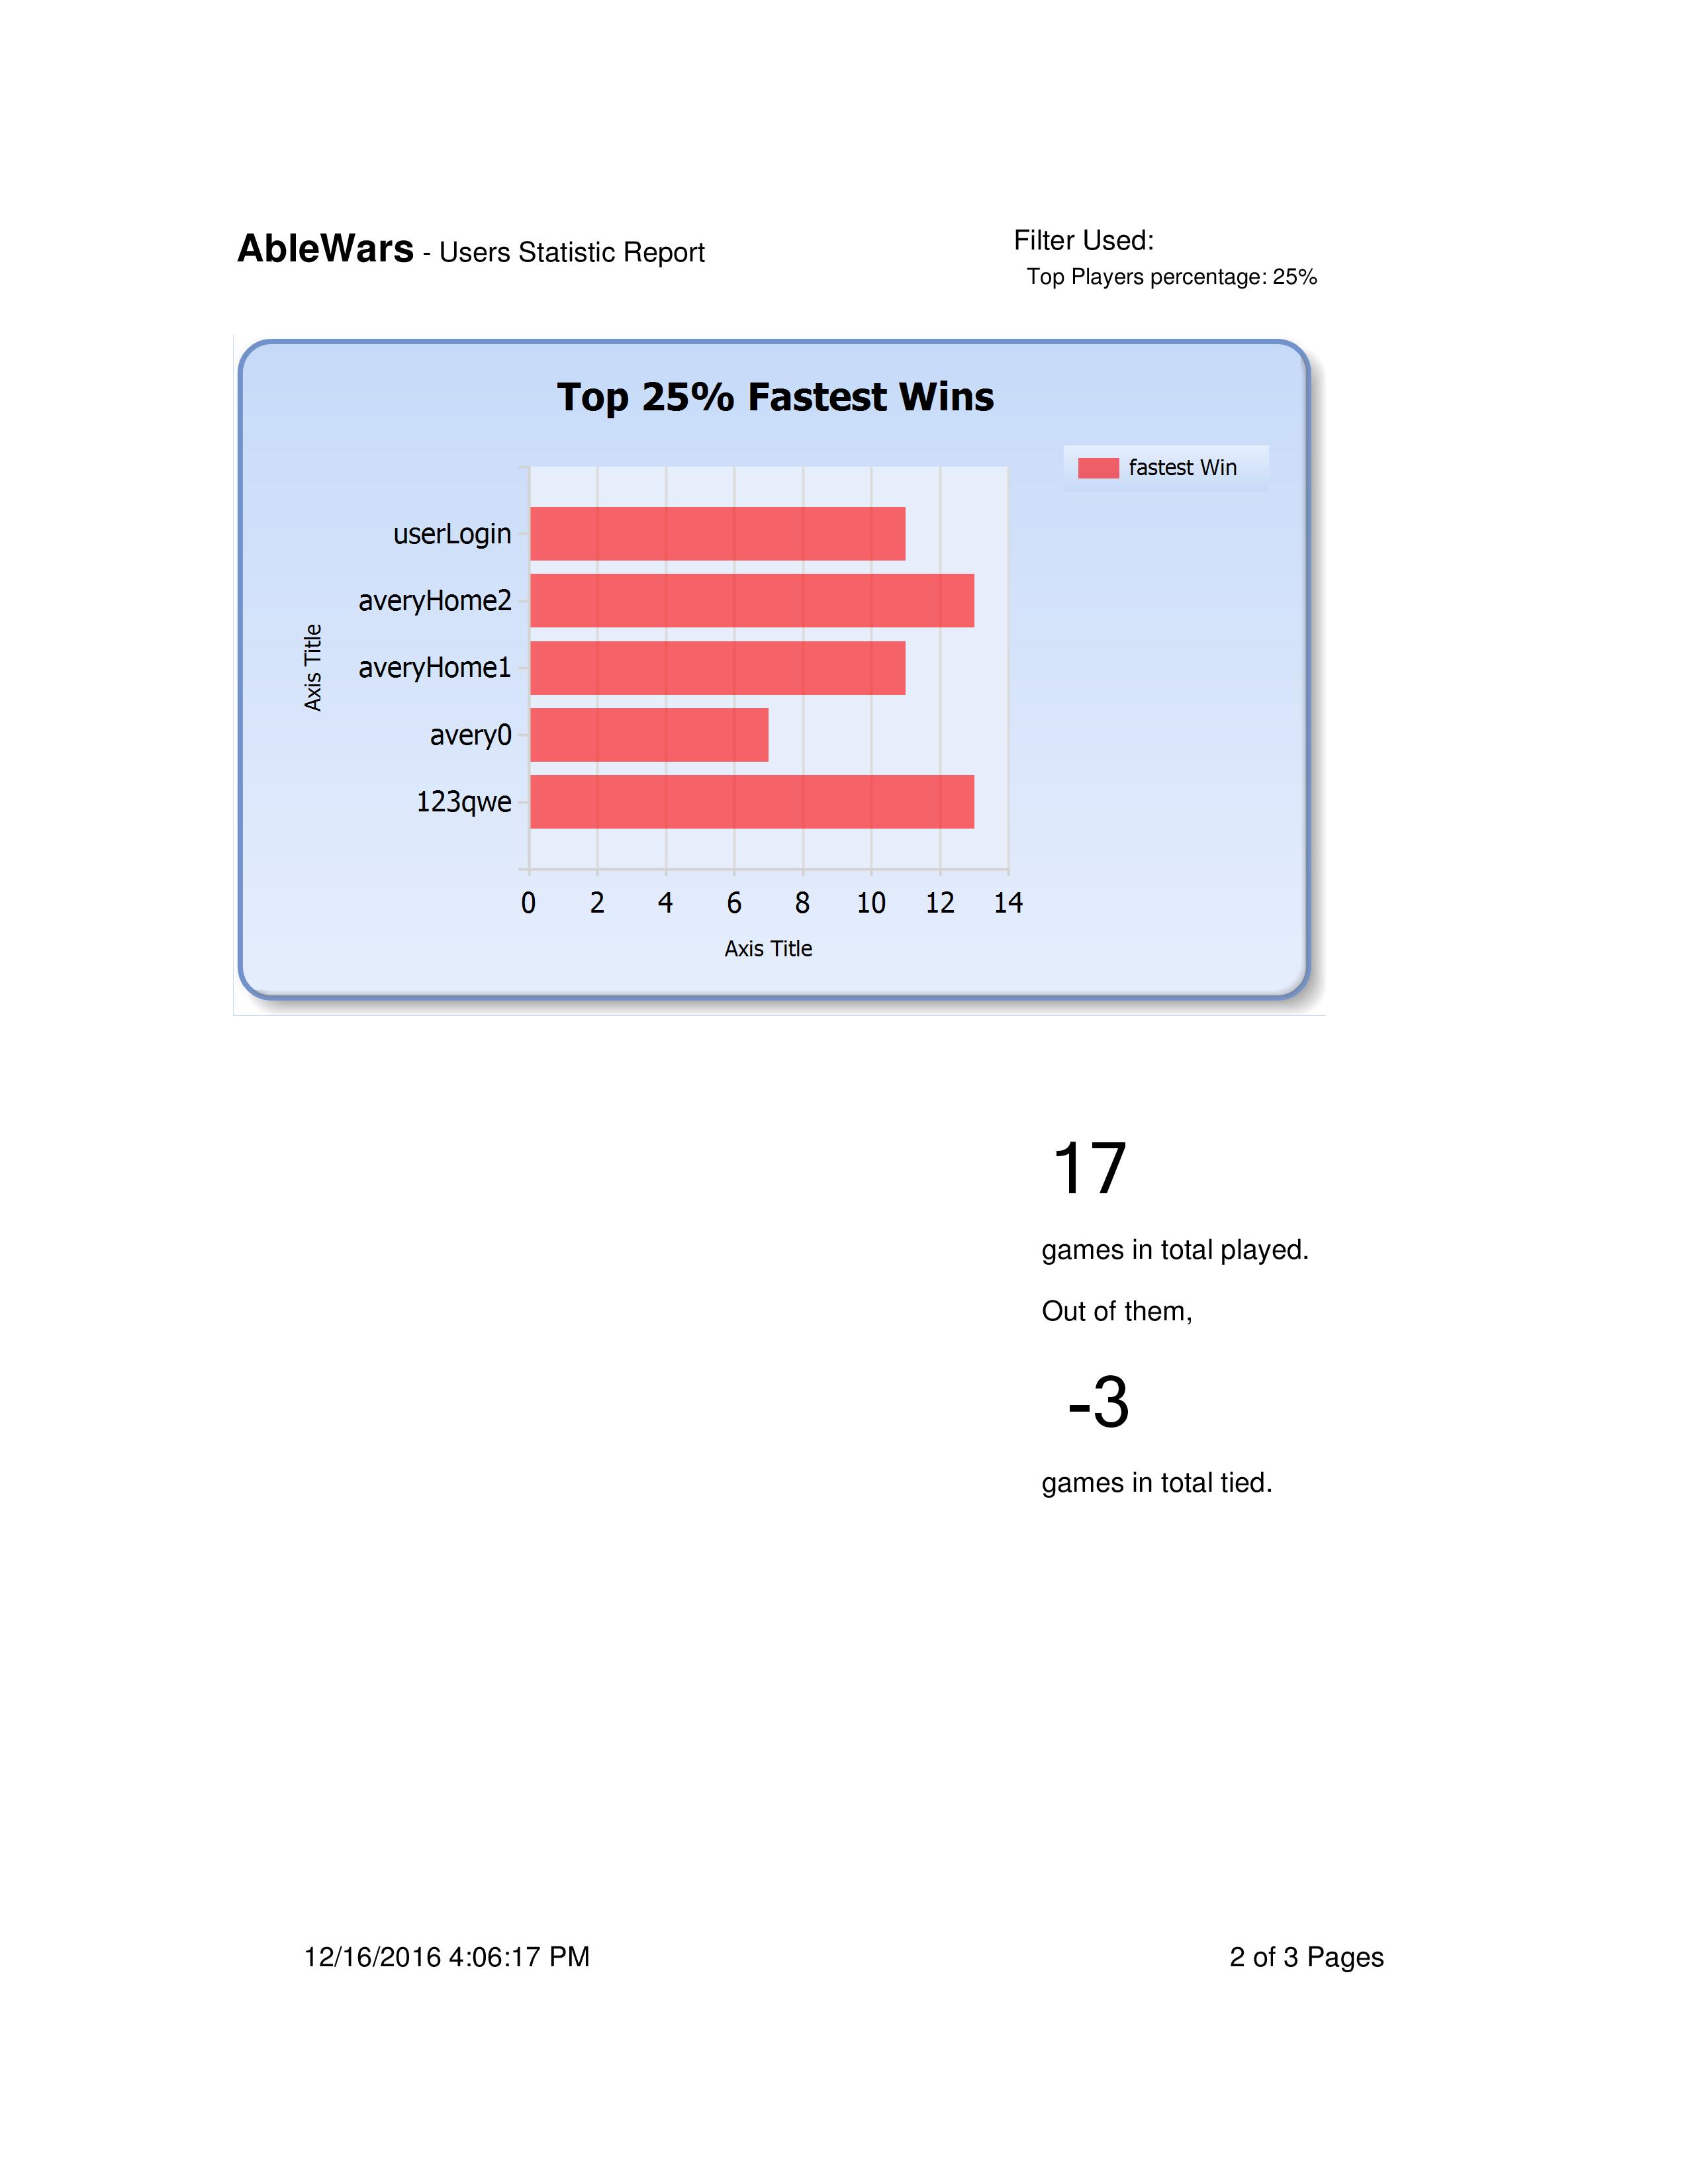 AbleWars - Users Statistic Report
Filter Used:
Top Players percentage: 25%
Top 25% Fastest Wins
fastest Win
userLogin
averyHome2
averyHome1
avery0
123qwe
Axis Title
0 2 4 6 8 10 12 14
Axis Title
17
games in total played.
Out of them,
-3
games in total tied.
12/16/2016 4:06:17 PM
2 of 3 Pages